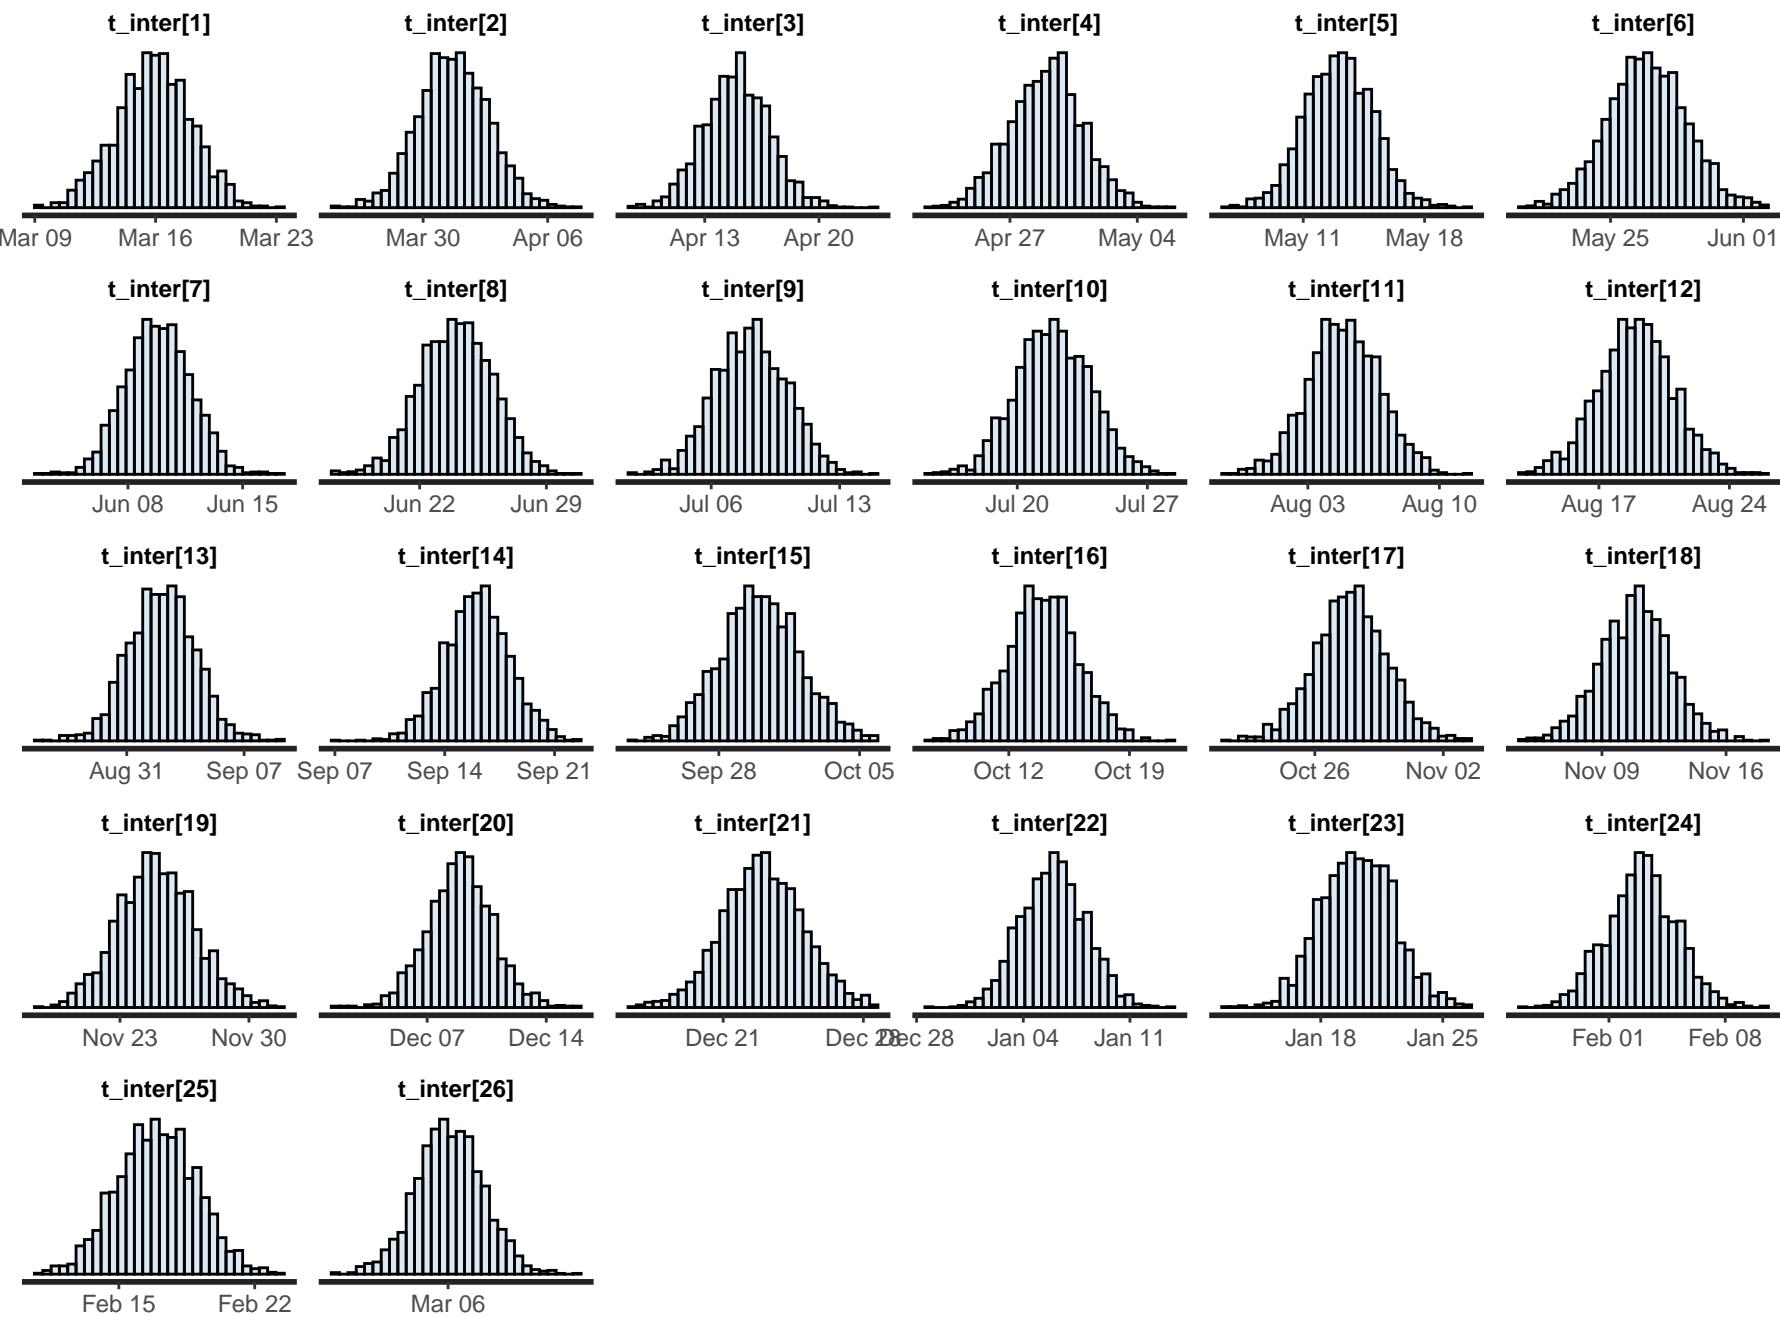 t_inter[1] t_inter[2] t_inter[3] t_inter[4] t_inter[5] t_inter[6]
Mar 09 Mar 16 Mar 23 Mar 30 Apr 06 Apr 13 Apr 20 Apr 27 May 04 May 11 May 18 May 25 Jun 01
t_inter[7] t_inter[8] t_inter[9] t_inter[10] t_inter[11] t_inter[12]
Jun 08 Jun 15 Jun 22 Jun 29 Jul 06 Jul 13 Jul 20 Jul 27 Aug 03 Aug 10 Aug 17 Aug 24
t_inter[13] t_inter[14] t_inter[15] t_inter[16] t_inter[17] t_inter[18]
Aug 31 Sep 07 Sep 07 Sep 14 Sep 21 Sep 28 Oct 05 Oct 12 Oct 19 Oct 26 Nov 02 Nov 09 Nov 16
t_inter[19] t_inter[20] t_inter[21] t_inter[22] t_inter[23] t_inter[24]
Nov 23 Nov 30 Dec 07 Dec 14 Dec 21 Dec 28 Dec 28 Jan 04 Jan 11 Jan 18 Jan 25 Feb 01 Feb 08
t_inter[25] t_inter[26]
Feb 15 Feb 22 Mar 06